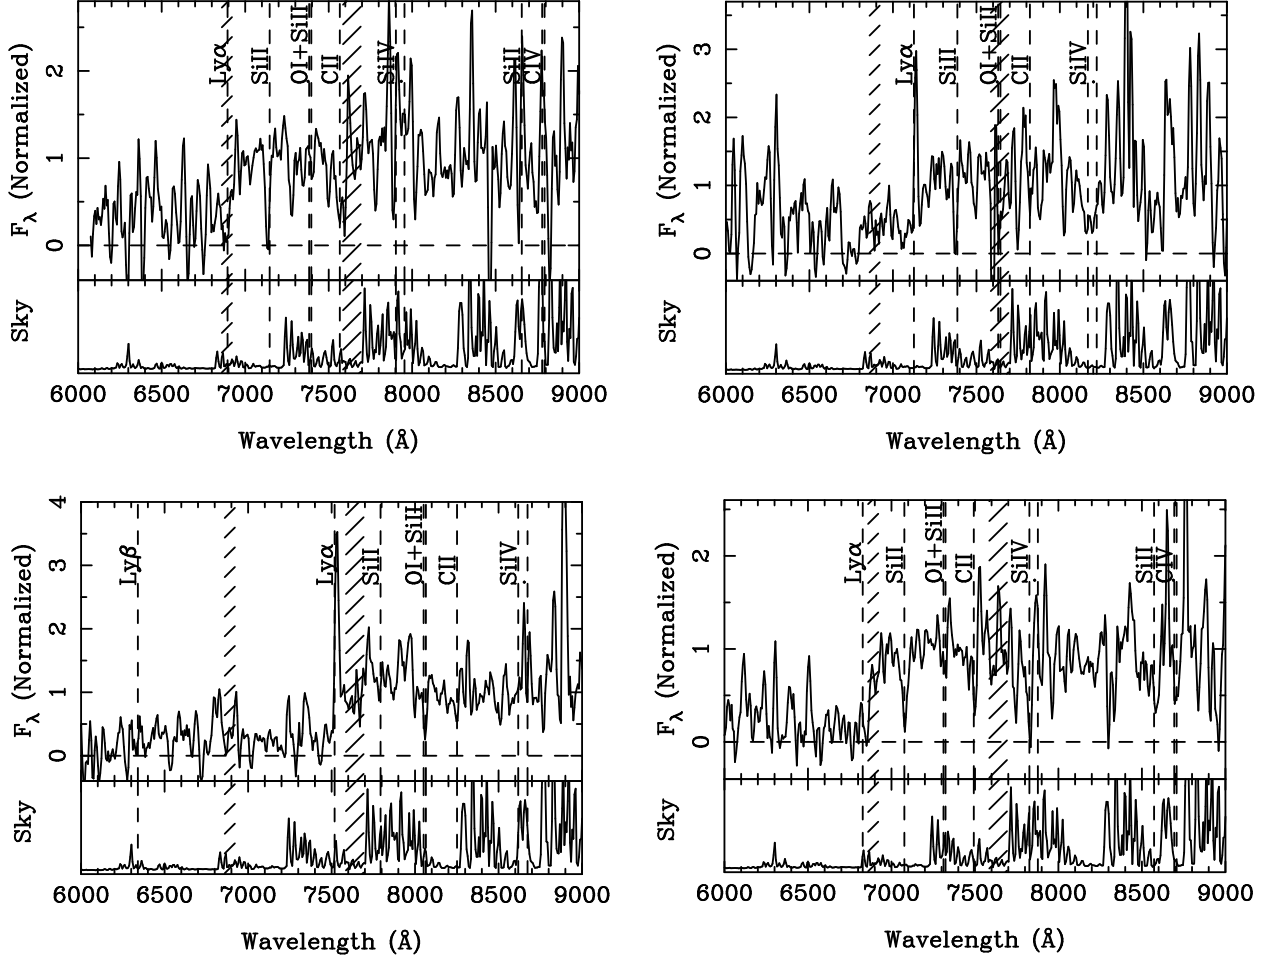 F_λ (Normalized)
2
1
0
Lyα
SiII
OI+SiII
CII
SiIV
SiII
CIV
Sky
6000 6500 7000 7500 8000 8500 9000
Wavelength (Å)
F_λ (Normalized)
3
2
1
0
Lyα
SiII
OI+SiII
CII
SiIV
Sky
6000 6500 7000 7500 8000 8500 9000
Wavelength (Å)
F_λ (Normalized)
4
3
2
1
0
Lyβ
Lyα
SiII
OI+SiII
CII
SiIV
Sky
6000 6500 7000 7500 8000 8500 9000
Wavelength (Å)
F_λ (Normalized)
2
1
0
Lyα
SiII
OI+SiII
CII
SiIV
SiII
CIV
Sky
6000 6500 7000 7500 8000 8500 9000
Wavelength (Å)